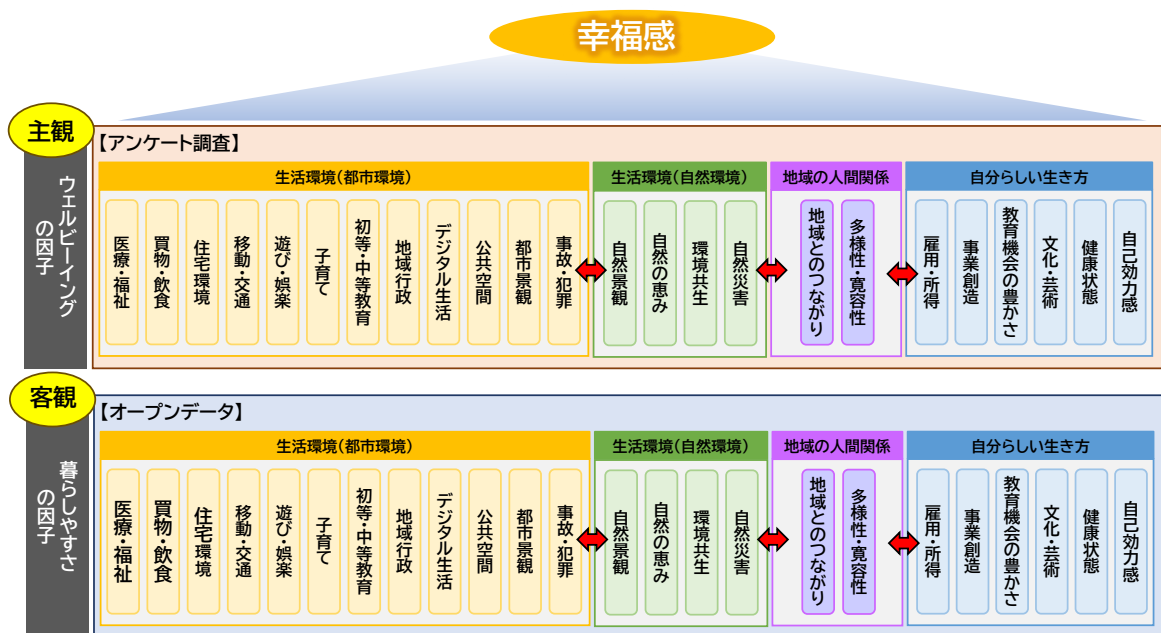 幸福感
主観
ウェルビーイング
の因子
【アンケート調査】
生活環境(都市環境)
医療・福祉
買物・飲食
住宅環境
移動・交通
遊び・娯楽
子育て
初等・中等教育
地域行政
デジタル生活
公共空間
都市景観
事故・犯罪
生活環境(自然環境)
自然景観
自然の恵み
環境共生
自然災害
地域の人間関係
地域とのつながり
多様性・寛容性
自分らしい生き方
雇用・所得
事業創造
教育機会の豊かさ
文化・芸術
健康状態
自己効力感
客観
暮らしやすさ
の因子
【オープンデータ】
生活環境(都市環境)
医療・福祉
買物・飲食
住宅環境
移動・交通
遊び・娯楽
子育て
初等・中等教育
地域行政
デジタル生活
公共空間
都市景観
事故・犯罪
生活環境(自然環境)
自然景観
自然の恵み
環境共生
自然災害
地域の人間関係
地域とのつながり
多様性・寛容性
自分らしい生き方
雇用・所得
事業創造
教育機会の豊かさ
文化・芸術
健康状態
自己効力感